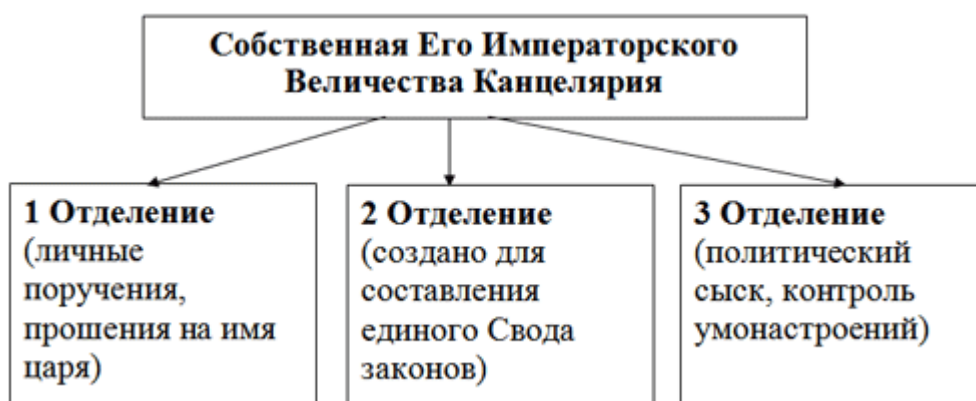 Собственная Его Императорского
Величества Канцелярия
1 Отделение
(личные
поручения,
прошения на имя
царя)
2 Отделение
(создано для
составления
единого Свода
законов)
3 Отделение
(политический
сыск, контроль
умонастроений)